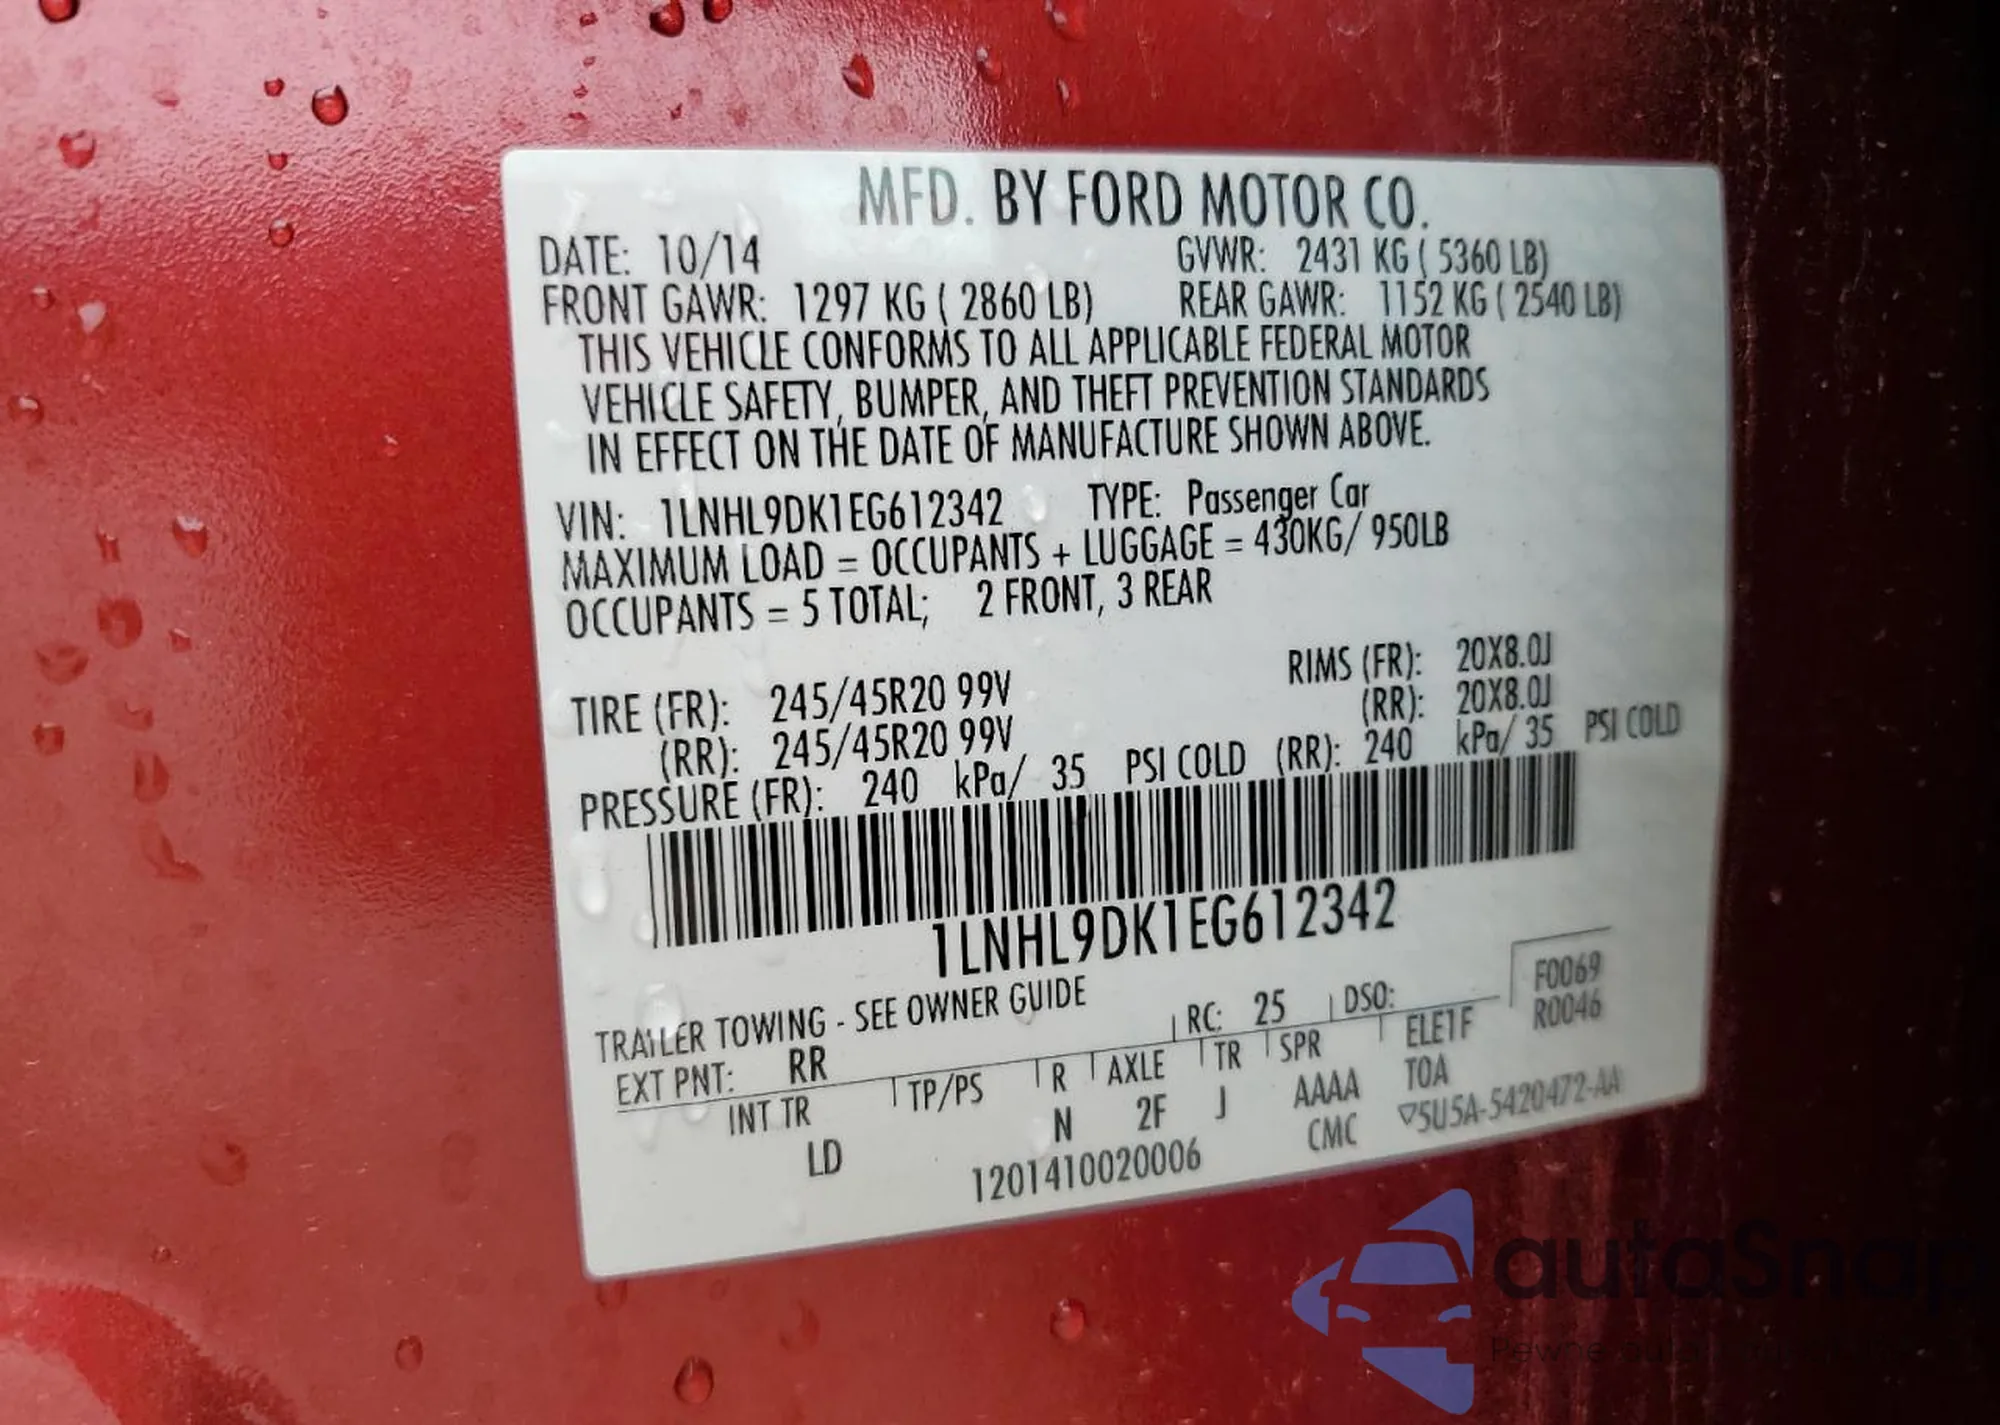 MFD. BY FORD MOTOR CO.
DATE: 10/14 GVWR: 2431 KG ( 5360 LB)
FRONT GAWR: 1297 KG ( 2860 LB) REAR GAWR: 1152 KG ( 2540 LB)
THIS VEHICLE CONFORMS TO ALL APPLICABLE FEDERAL MOTOR
VEHICLE SAFETY, BUMPER, AND THEFT PREVENTION STANDARDS
IN EFFECT ON THE DATE OF MANUFACTURE SHOWN ABOVE.
VIN: 1LNHL9DK1EG612342 TYPE: Passenger Car
MAXIMUM LOAD = OCCUPANTS + LUGGAGE = 430KG/ 950LB
OCCUPANTS = 5 TOTAL; 2 FRONT, 3 REAR
TIRE (FR): 245/45R20 99V RIMS (FR): 20X8.0J
(RR): 245/45R20 99V (RR): 20X8.0J
PRESSURE (FR): 240 kPa/ 35 PSI COLD (RR): 240 kPa/ 35 PSI COLD
1LNHL9DK1EG612342
TRAILER TOWING - SEE OWNER GUIDE
F0069
EXT PNT: RR RC: 25 DSO: R0046
INT TR TP/PS R AXLE TR SPR ELE1F
LD N 2F J AAAA T0A
1201410020006 CMC ▽5U5A-5420472-AA
autaSnap
Pewne auto